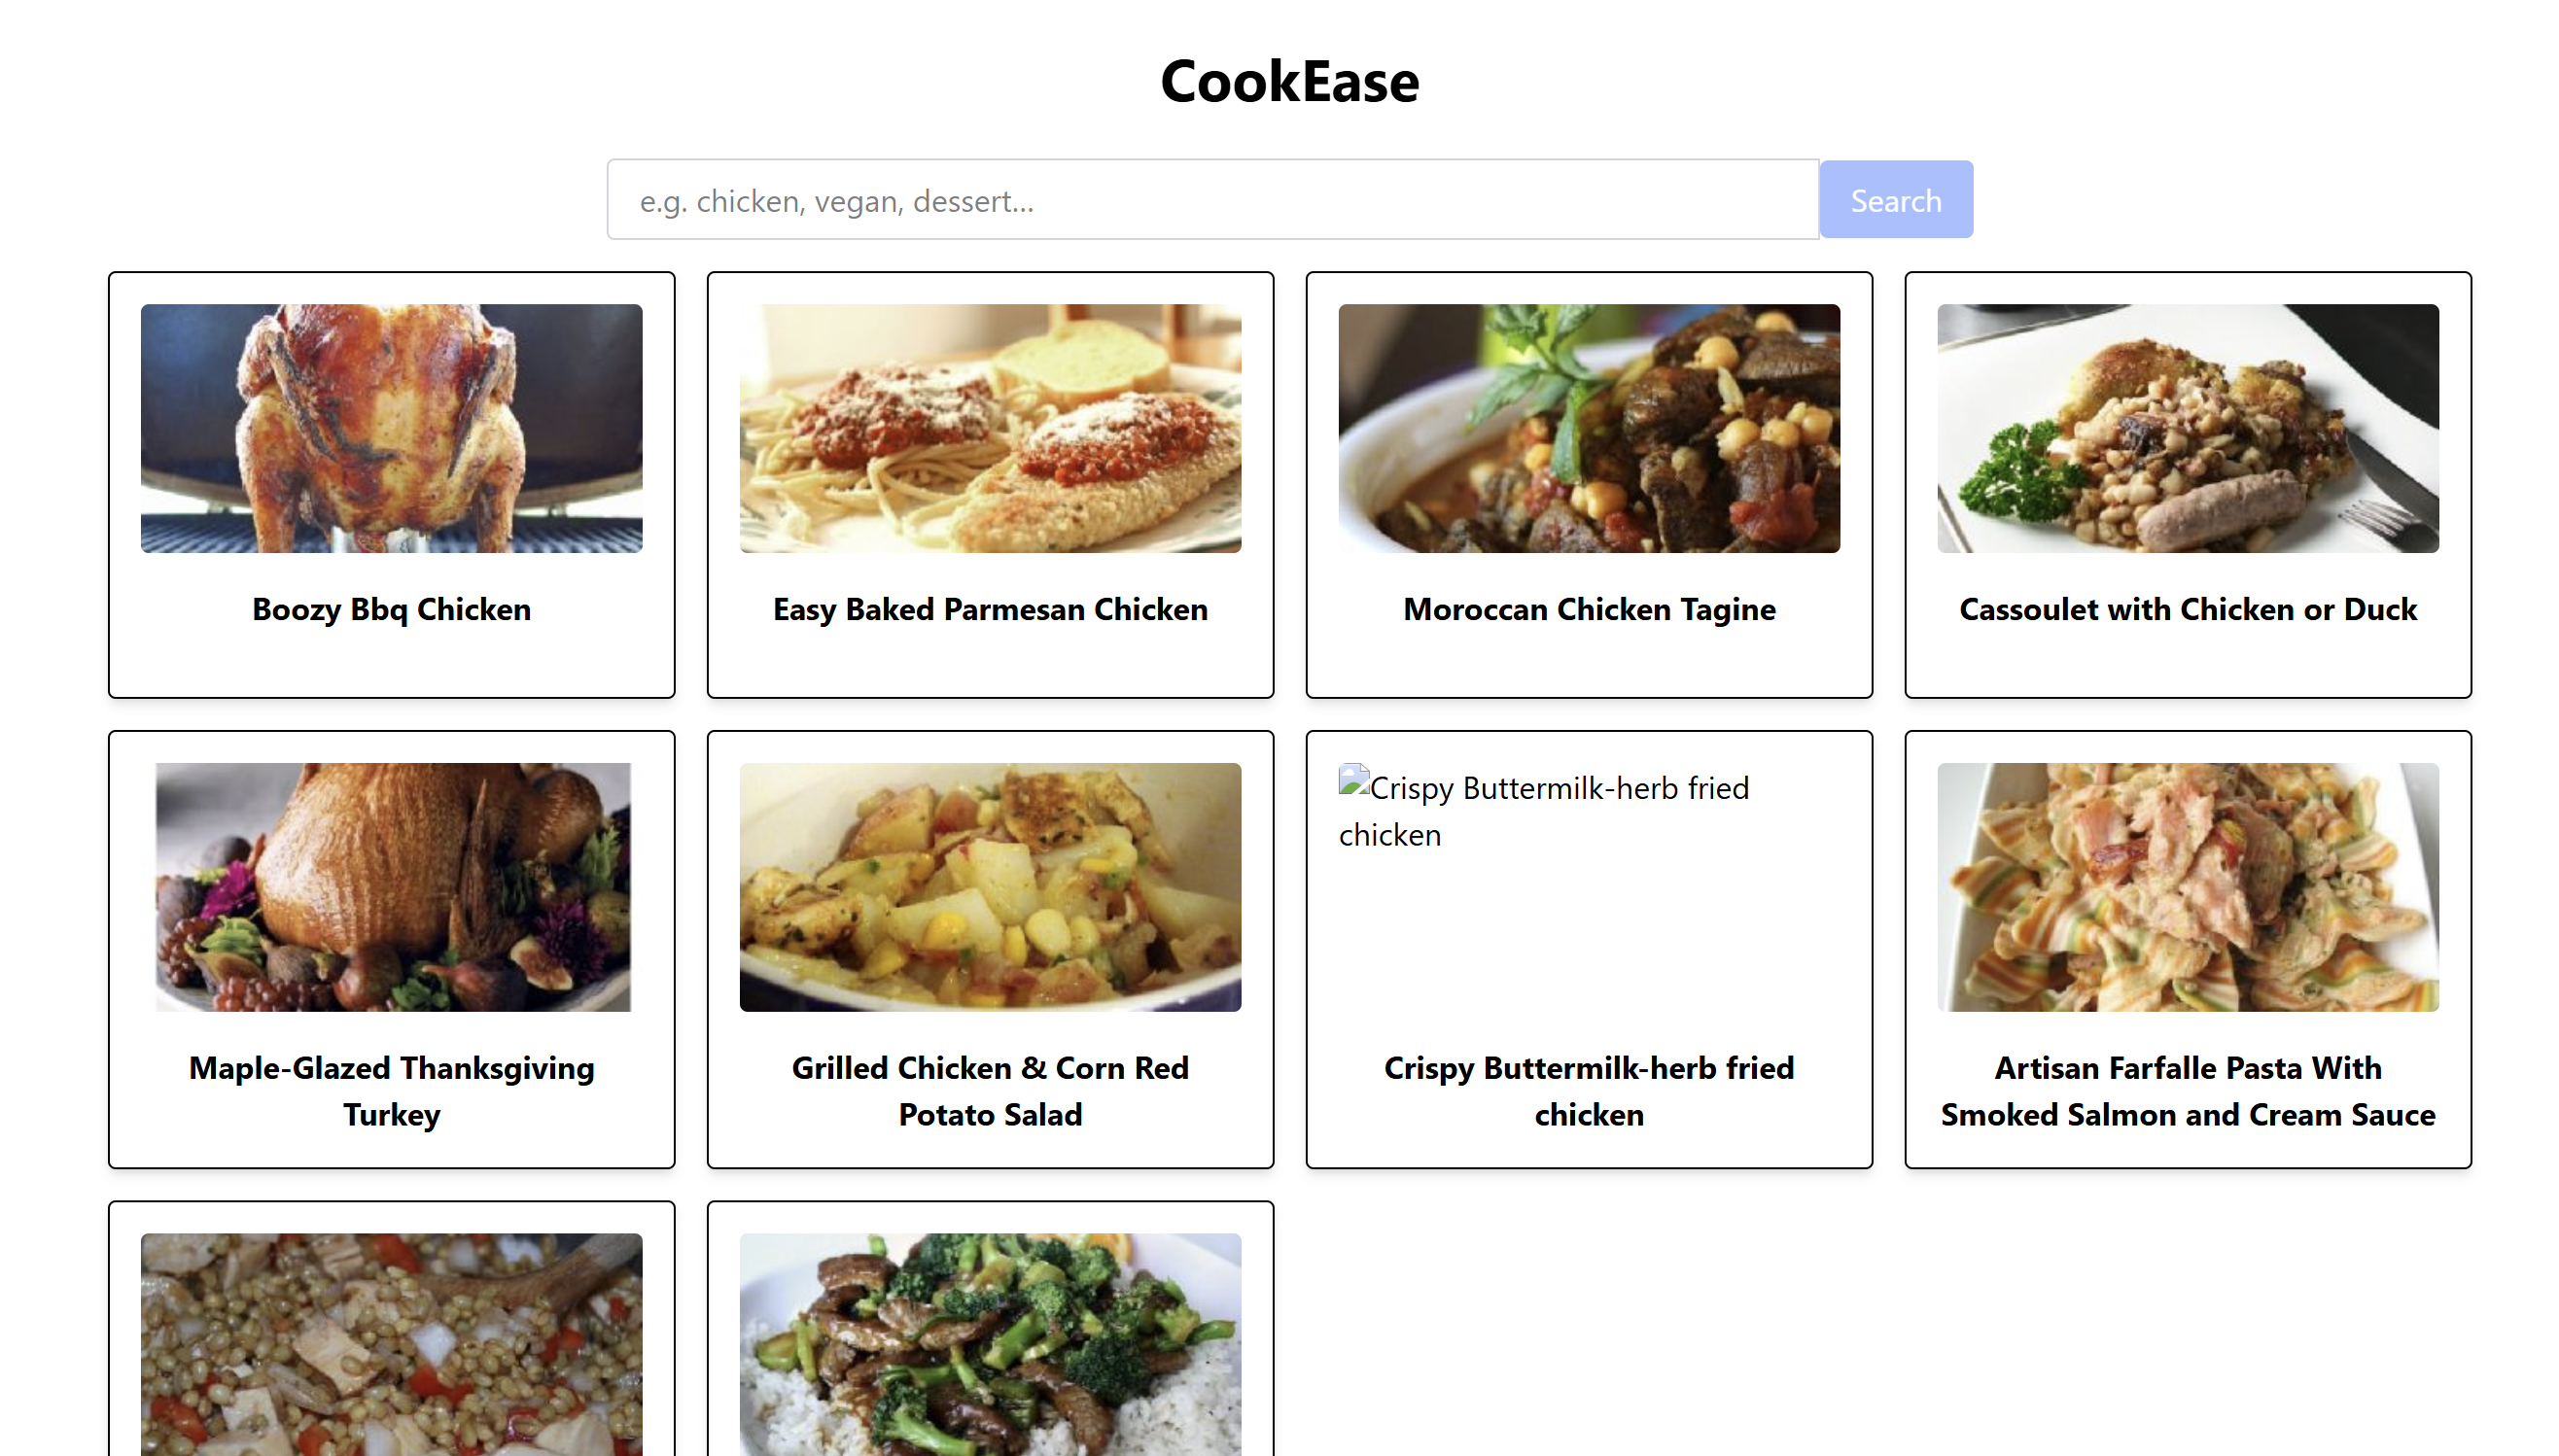 CookEase
e.g. chicken, vegan, dessert...
Search
Boozy Bbq Chicken
Easy Baked Parmesan Chicken
Moroccan Chicken Tagine
Cassoulet with Chicken or Duck
Maple-Glazed Thanksgiving
Turkey
Grilled Chicken & Corn Red
Potato Salad
Crispy Buttermilk-herb fried
chicken
Crispy Buttermilk-herb fried
chicken
Artisan Farfalle Pasta With
Smoked Salmon and Cream Sauce